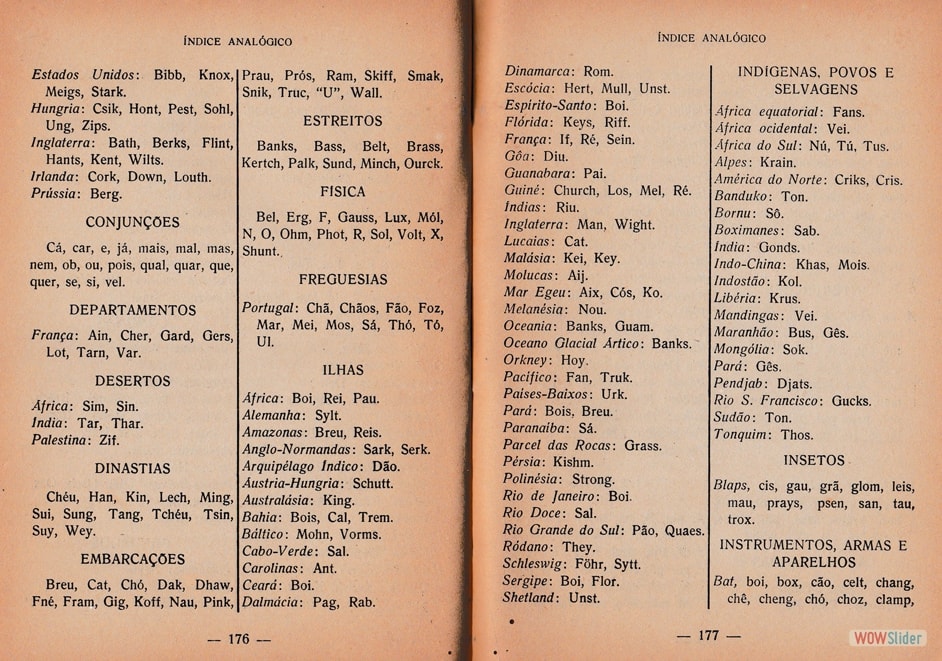 ÍNDICE ANALÓGICO
Estados Unidos: Bibb, Knox,
Meigs, Stark.
Hungria: Csik, Hont, Pest, Sohl,
Ung, Zips.
Inglaterra: Bath, Berks, Flint,
Hants, Kent, Wilts.
Irlanda: Cork, Down, Louth.
Prússia: Berg.
CONJUNÇÕES
Cá, car, e, já, mais, mal, mas,
nem, ob, ou, pois, qual, quar, que,
quer, se, si, vel.
DEPARTAMENTOS
França: Ain, Cher, Gard, Gers,
Lot, Tarn, Var.
DESERTOS
África: Sim, Sin.
India: Tar, Thar.
Palestina: Zif.
DINASTIAS
Chéu, Han, Kin, Lech, Ming,
Sui, Sung, Tang, Tchéu, Tsin,
Suy, Wey.
EMBARCAÇÕES
Breu, Cat, Chó, Dak, Dhaw,
Fné, Fram, Gig, Koff, Nau, Pink,
Prau, Prós, Ram, Skiff, Smak,
Snik, Truc, “U”, Wall.
ESTREITOS
Banks, Bass, Belt, Brass,
Kertch, Palk, Sund, Minch, Ourck.
FÍSICA
Bel, Erg, F, Gauss, Lux, Mól,
N, O, Ohm, Phot, R, Sol, Volt, X,
Shunt.
FREGUESIAS
Portugal: Chã, Chãos, Fão, Foz,
Mar, Mei, Mos, Sá, Thó, Tó,
Ul.
ILHAS
África: Boi, Rei, Pau.
Alemanha: Sylt.
Amazonas: Breu, Reis.
Anglo-Normandas: Sark, Serk.
Arquipélago Indico: Dão.
Áustria-Hungria: Schutt.
Australásia: King.
Bahia: Bois, Cal, Trem.
Báltico: Mohn, Vorms.
Cabo-Verde: Sal.
Carolinas: Ant.
Ceará: Boi.
Dalmácia: Pag, Rab.
— 176 —
ÍNDICE ANALÓGICO
Dinamarca: Rom.
Escócia: Hert, Mull, Unst.
Espírito-Santo: Boi.
Flórida: Keys, Riff.
França: If, Ré, Sein.
Gôa: Diu.
Guanabara: Pai.
Guiné: Church, Los, Mel, Ré.
Índias: Riu.
Inglaterra: Man, Wight.
Lucaias: Cat.
Malásia: Kei, Key.
Molucas: Aij.
Mar Egeu: Aix, Cós, Ko.
Melanésia: Nou.
Oceania: Banks, Guam.
Oceano Glacial Ártico: Banks.
Orkney: Hoy.
Pacífico: Fan, Truk.
Paises-Baixos: Urk.
Pará: Bois, Breu.
Paranaiba: Sá.
Parcel das Rocas: Grass.
Pérsia: Kishm.
Polinésia: Strong.
Rio de Janeiro: Boi.
Rio Doce: Sal.
Rio Grande do Sul: Pão, Quaes.
Ródano: They.
Schleswig: Föhr, Sytt.
Sergipe: Boi, Flor.
Shetland: Unst.
INDÍGENAS, POVOS E
SELVAGENS
África equatorial: Fans.
África ocidental: Vei.
África do Sul: Nú, Tú, Tus.
Alpes: Krain.
América do Norte: Criks, Cris.
Banduko: Ton.
Bornu: Sô.
Boximanes: Sab.
Índia: Gonds.
Indo-China: Khas, Mois.
Indostão: Kol.
Libéria: Krus.
Mandingas: Vei.
Maranhão: Bus, Gês.
Mongólia: Sok.
Pará: Gês.
Pendjab: Djats.
Rio S. Francisco: Gucks.
Sudão: Ton.
Tonquim: Thos.
INSETOS
Blaps, cis, gau, grã, glom, leis,
mau, prays, psen, san, tau,
trox.
INSTRUMENTOS, ARMAS E
APARELHOS
Bat, boi, box, cão, celt, chang,
chê, cheng, chó, choz, clamp,
— 177 —
WOWSlider